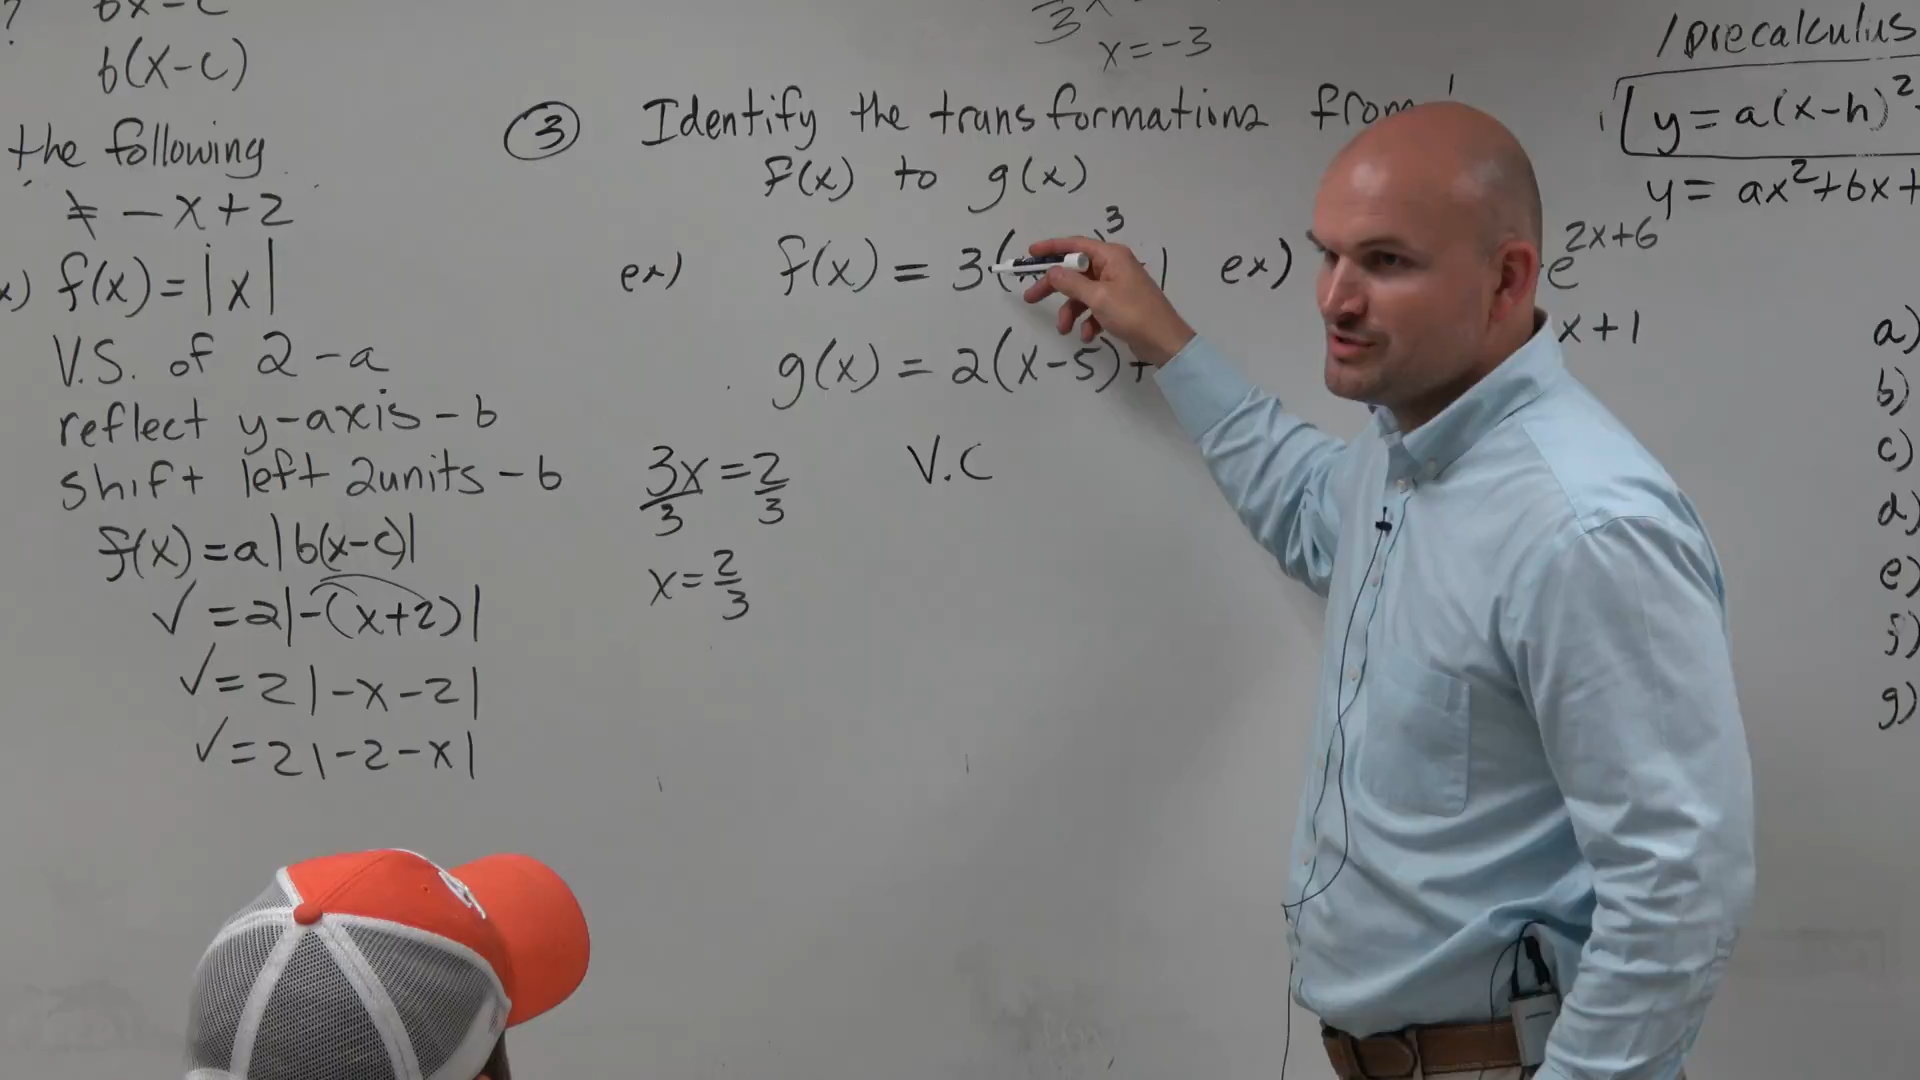 ?
bx-c
b(x-c)
the following
-x+2
f(x)=|x|
V.S. of 2 -a
reflect y-axis - b
shift left 2units - b
f(x)=a|b(x-c)|
✓ =2|-(x+2)|
✓ =2|-x-2|
✓ =2|-2-x|
3
x=-3
③ Identify the transformations from
f(x) to g(x)
ex) f(x) = 3(
g(x) = 2(x-5)+
3x=2
3 3
x=2/3
V.C
ex)
e^2x+6
x+1
/precalculus
y=a(x-h)²
y=ax²+bx+
a)
b)
c)
d)
e)
f)
g)